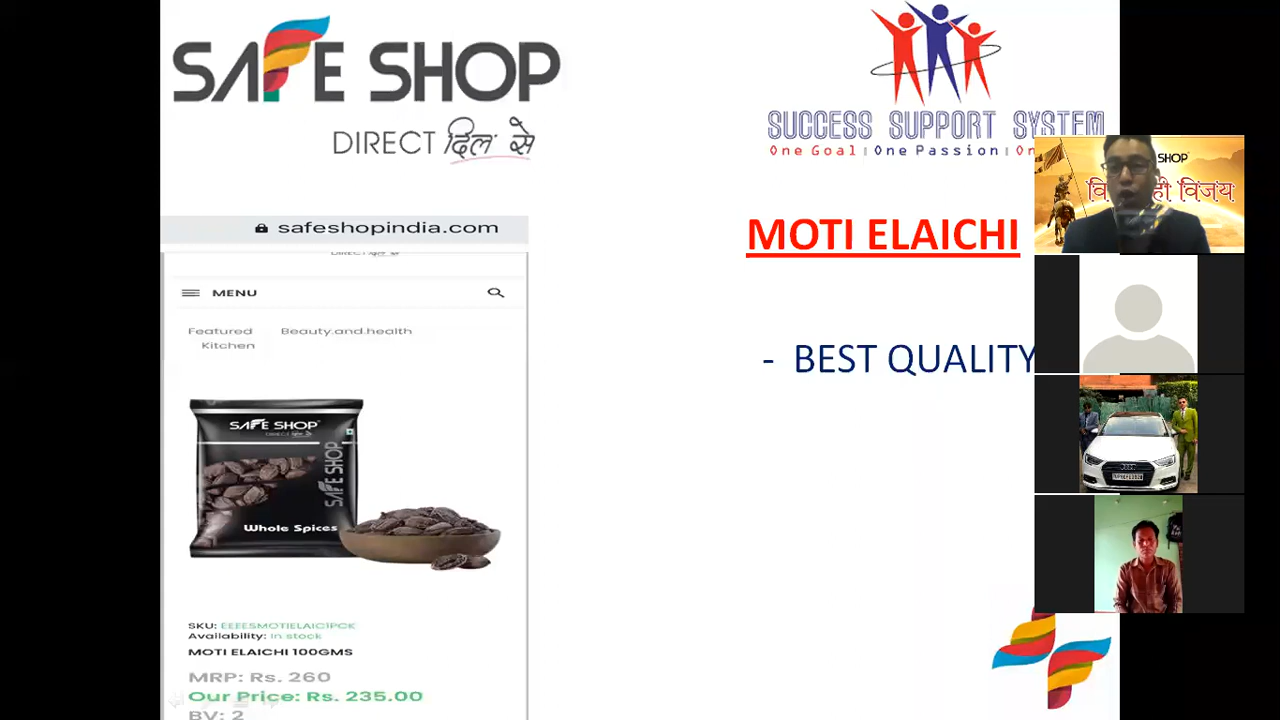 SAFE SHOP
DIRECT दिल से
SUCCESS SUPPORT SYSTEM
One Goal | One Passion |
safeshopindia.com
MENU
Featured Beauty.and.health
Kitchen
SAFE SHOP
DIRECT
SAFE SHOP
Whole Spices
SKU: EEEESMOTIELAIC1PCK
Availability: In stock
MOTI ELAICHI 100GMS
MRP: Rs. 260
Our Price: Rs. 235.00
BV: 2
MOTI ELAICHI
- BEST QUALITY
SHOP
ही विजय